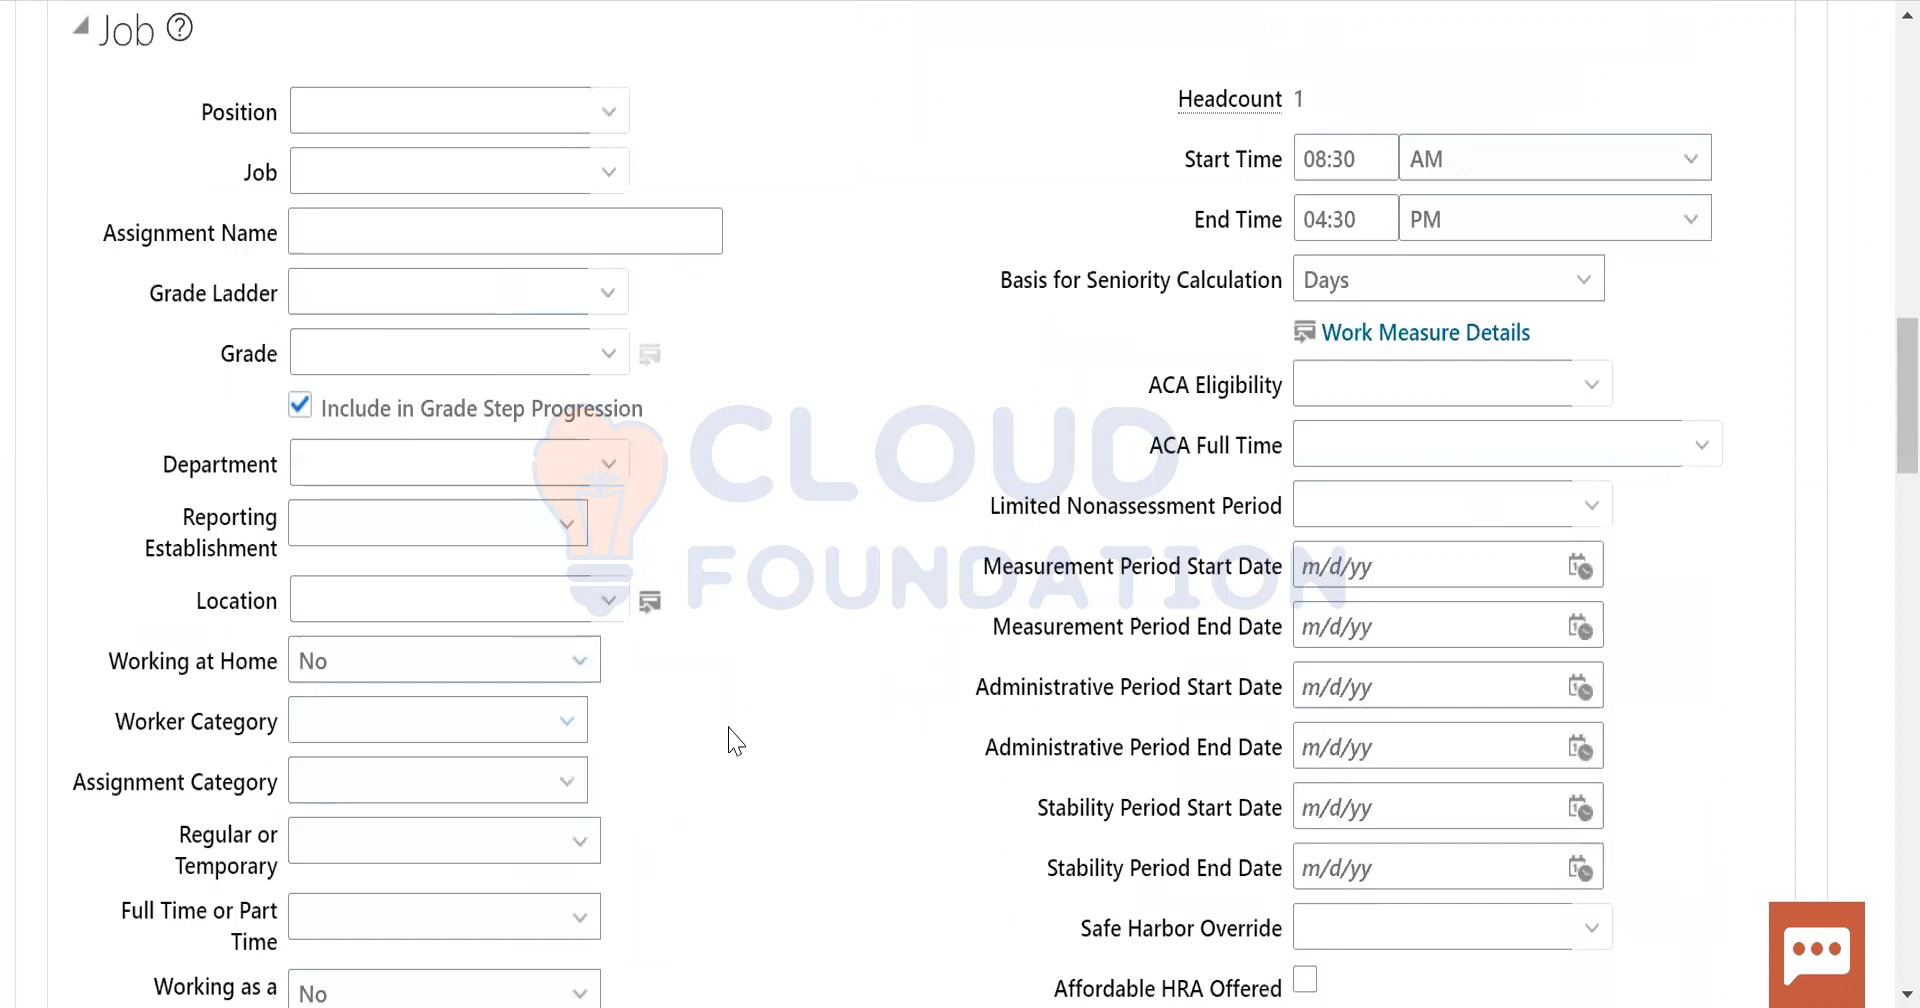 Job ?
Position
Job
Assignment Name
Grade Ladder
Grade
Include in Grade Step Progression
Department
Reporting
Establishment
Location
Working at Home No
Worker Category
Assignment Category
Regular or
Temporary
Full Time or Part
Time
Working as a No
Headcount 1
Start Time 08:30 AM
End Time 04:30 PM
Basis for Seniority Calculation Days
Work Measure Details
ACA Eligibility
ACA Full Time
Limited Nonassessment Period
Measurement Period Start Date m/d/yy
Measurement Period End Date m/d/yy
Administrative Period Start Date m/d/yy
Administrative Period End Date m/d/yy
Stability Period Start Date m/d/yy
Stability Period End Date m/d/yy
Safe Harbor Override
Affordable HRA Offered
CLOUD
FOUNDATION